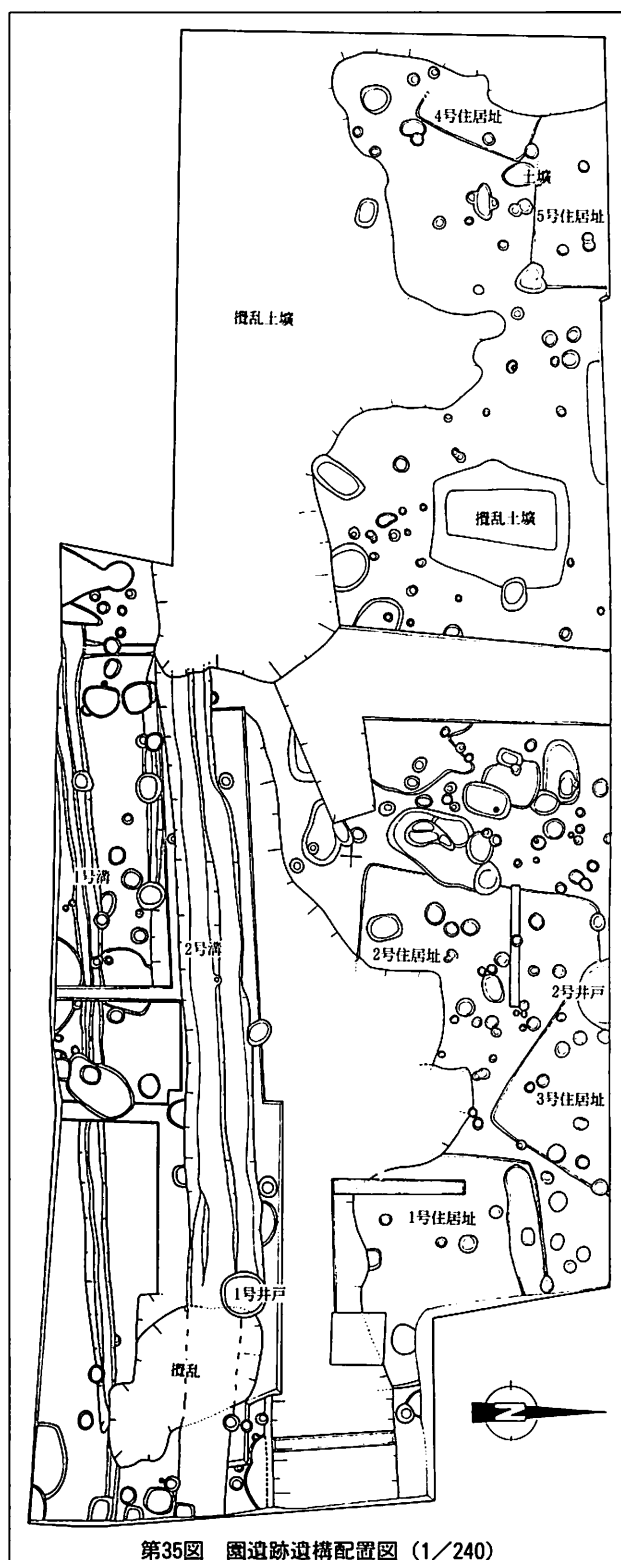 4号住居址
土壙
5号住居址
攪乱土壙
攪乱土壙
1号溝
2号溝
2号住居址
2号井戸
3号住居址
1号住居址
1号井戸
攪乱
N
第35図 園遺跡遺構配置図（1／240）